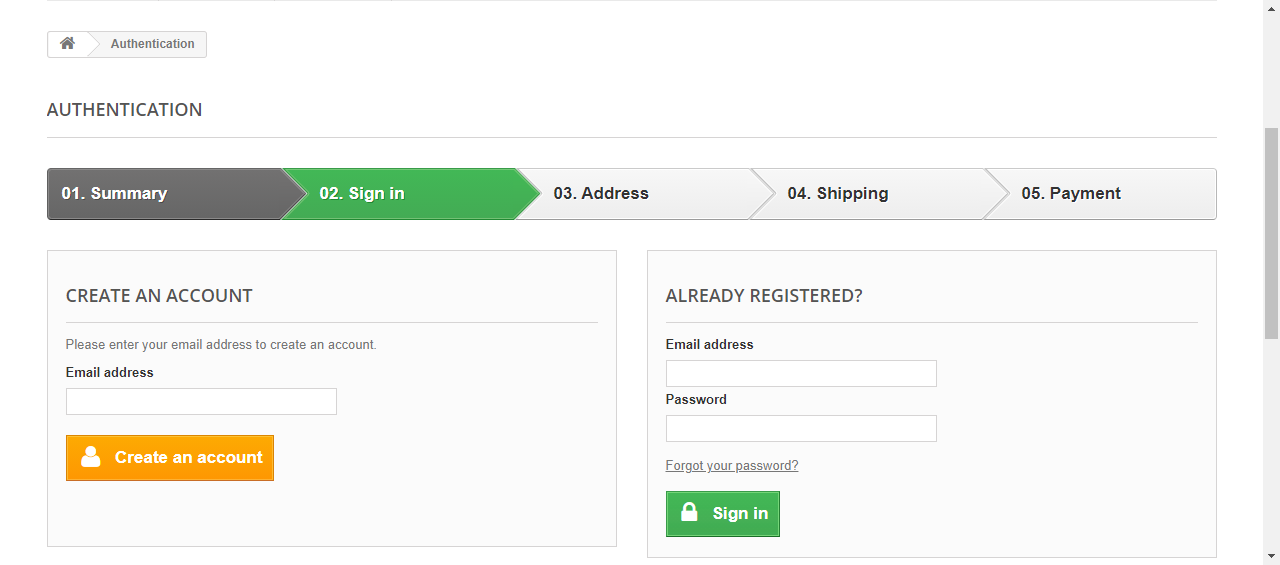 Authentication
AUTHENTICATION
01. Summary 02. Sign in 03. Address 04. Shipping 05. Payment
CREATE AN ACCOUNT
Please enter your email address to create an account.
Email address
Create an account
ALREADY REGISTERED?
Email address
Password
Forgot your password?
Sign in